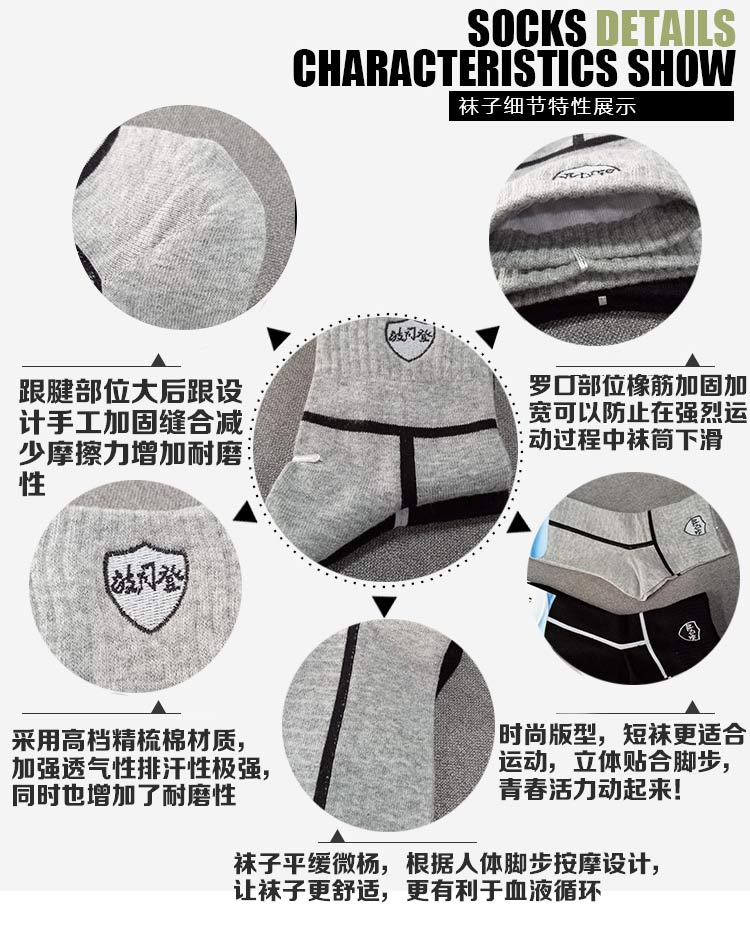 SOCKS DETAILS
CHARACTERISTICS SHOW
袜子细节特性展示
跟腱部位大后跟设
计手工加固缝合减
少摩擦力增加耐磨
性
罗口部位橡筋加固加
宽可以防止在强烈运
动过程中袜筒下滑
采用高档精梳棉材质，
加强透气性排汗性极强，
同时也增加了耐磨性
时尚版型，短袜更适合
运动，立体贴合脚步，
青春活力动起来！
袜子平缓微杨，根据人体脚步按摩设计，
让袜子更舒适，更有利于血液循环